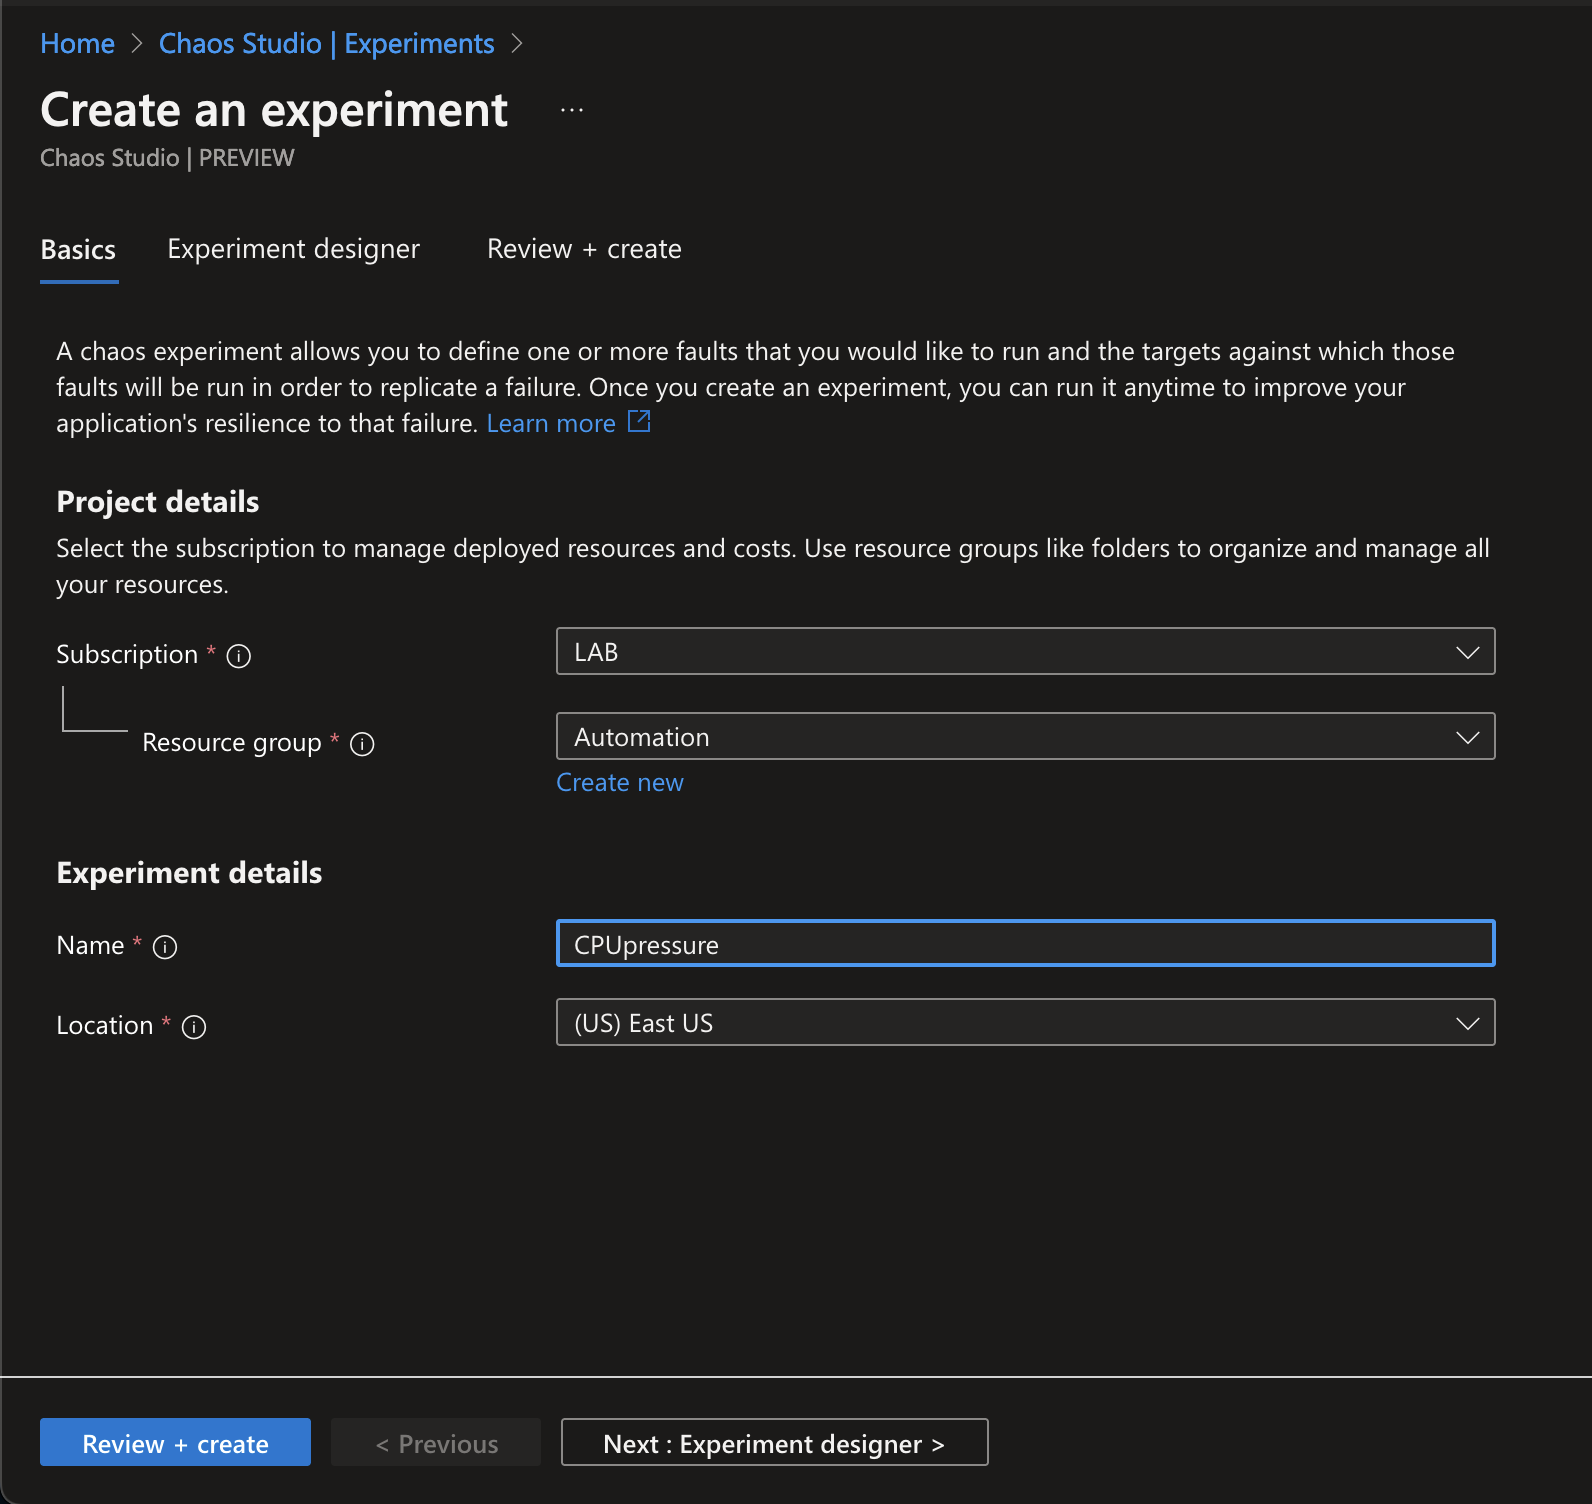 Home > Chaos Studio | Experiments >
Create an experiment ...
Chaos Studio | PREVIEW
Basics Experiment designer Review + create
A chaos experiment allows you to define one or more faults that you would like to run and the targets against which those
faults will be run in order to replicate a failure. Once you create an experiment, you can run it anytime to improve your
application's resilience to that failure. Learn more
Project details
Select the subscription to manage deployed resources and costs. Use resource groups like folders to organize and manage all
your resources.
Subscription * LAB
Resource group * Automation
Create new
Experiment details
Name * CPUpressure
Location * (US) East US
Review + create < Previous Next : Experiment designer >